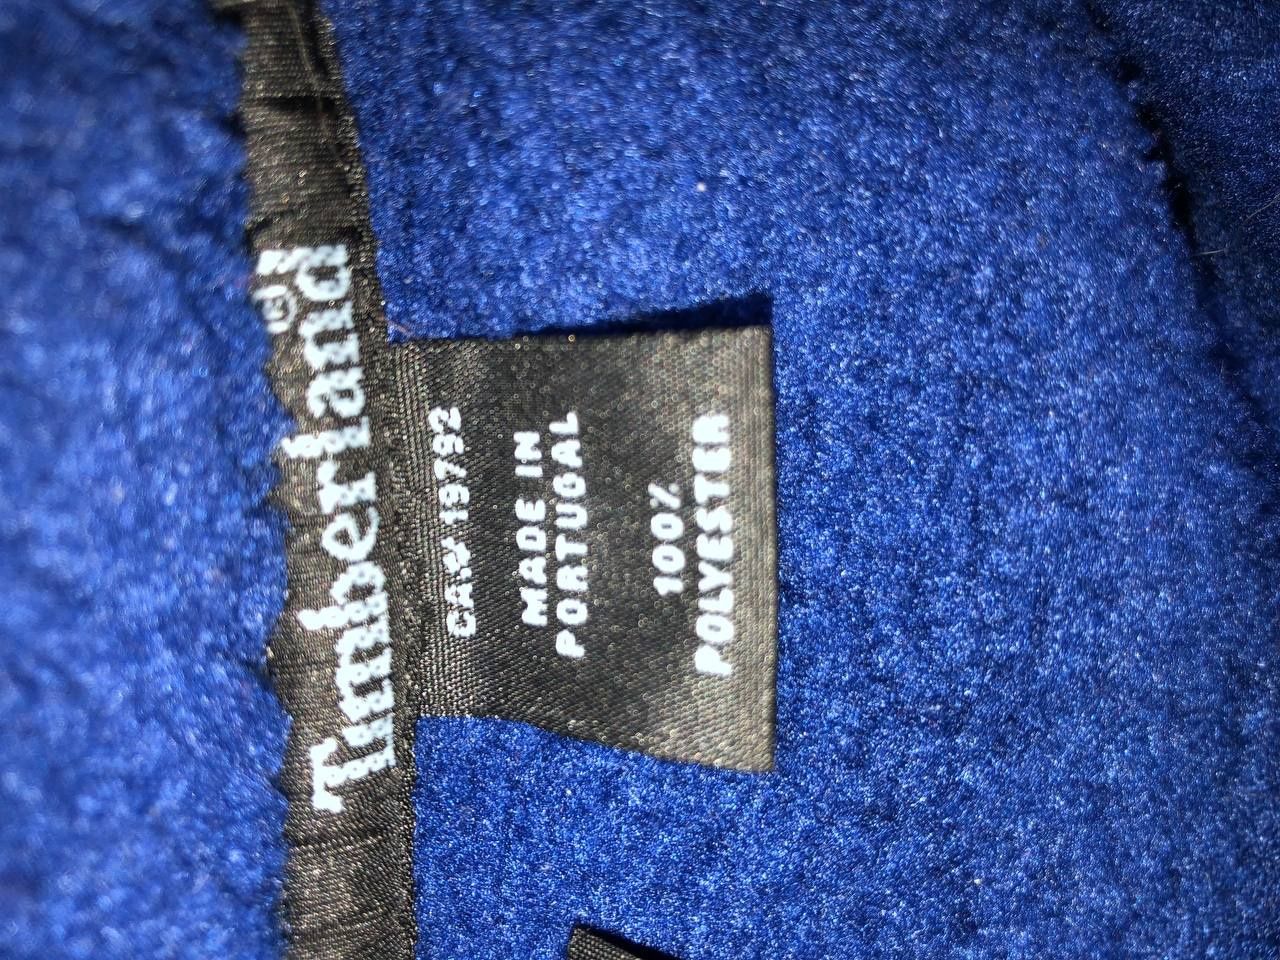 Timberland®
CA# 19792
MADE IN
PORTUGAL
100%
POLYESTER